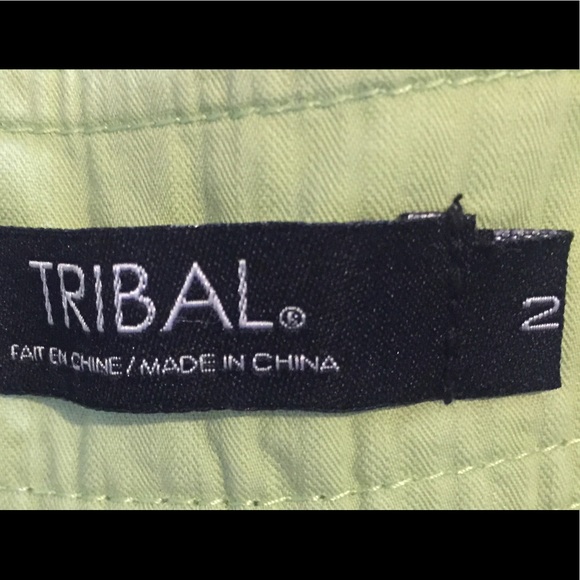 TRIBAL®
FAIT EN CHINE / MADE IN CHINA
2